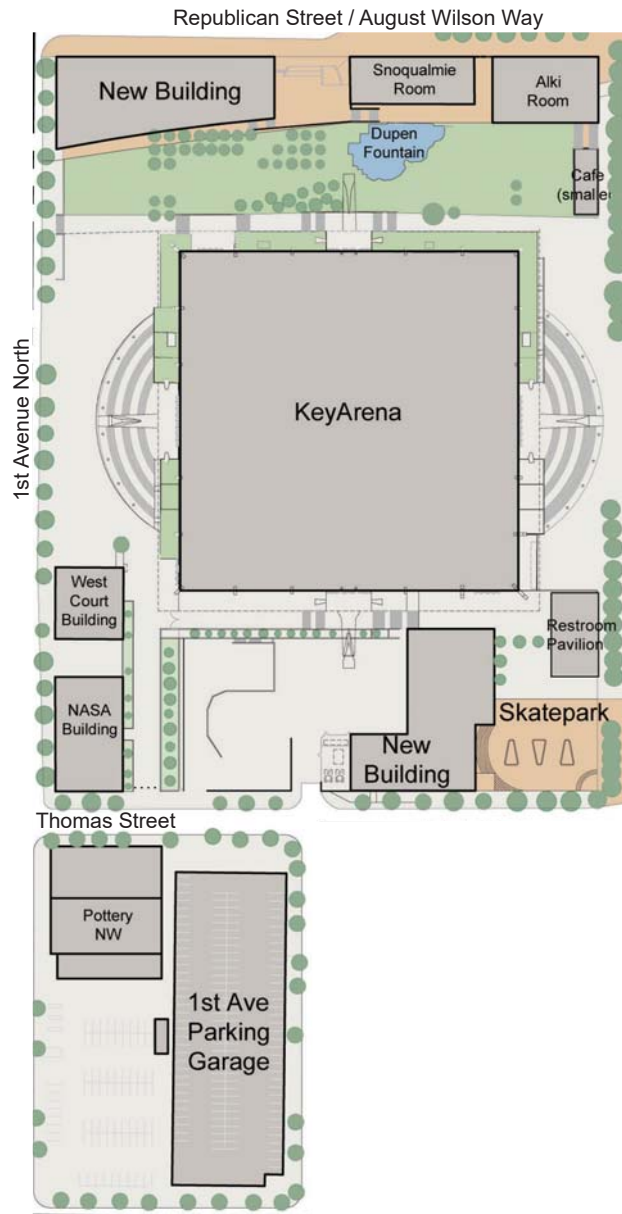 Republican Street / August Wilson Way
New Building
Snoqualmie
Room
Alki
Room
Dupen
Fountain
Cafe
(smalle
1st Avenue North
KeyArena
West
Court
Building
Restroom
Pavilion
NASA
Building
Skatepark
New
Building
Thomas Street
Pottery
NW
1st Ave
Parking
Garage